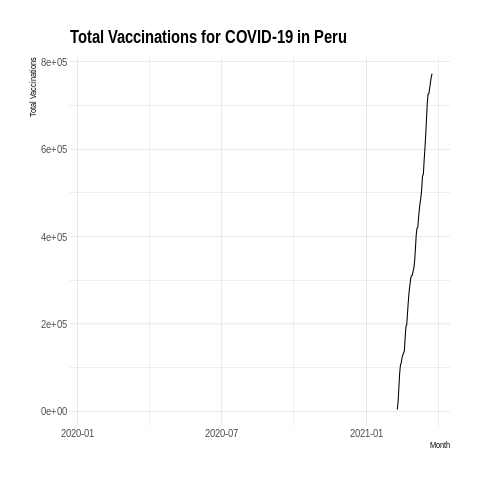 Total Vaccinations for COVID-19 in Peru
Total Vaccinations
8e+05
6e+05
4e+05
2e+05
0e+00
2020-01 2020-07 2021-01
Month